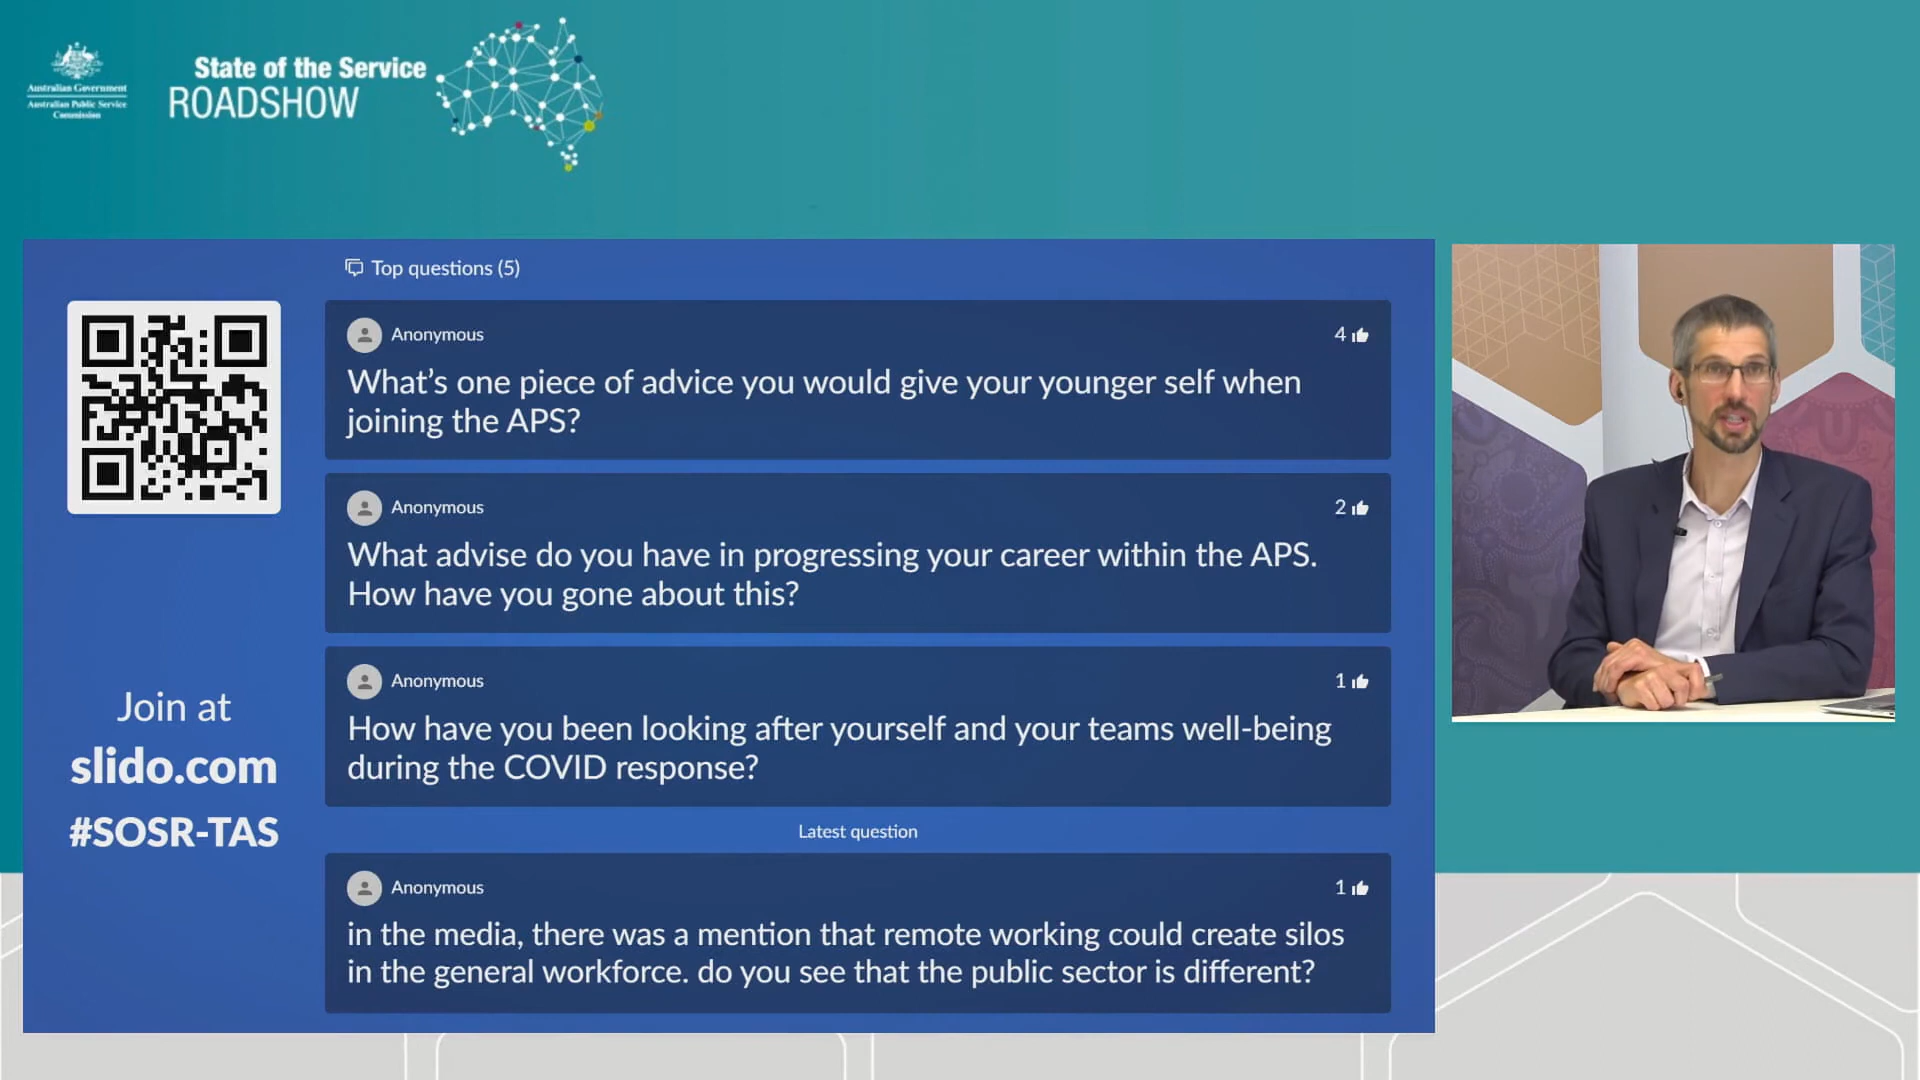 Australian Government
Australian Public Service
Commission
State of the Service
ROADSHOW
Top questions (5)
Anonymous
4
What's one piece of advice you would give your younger self when
joining the APS?
Anonymous
2
What advise do you have in progressing your career within the APS.
How have you gone about this?
Anonymous
1
How have you been looking after yourself and your teams well-being
during the COVID response?
Latest question
Anonymous
1
in the media, there was a mention that remote working could create silos
in the general workforce. do you see that the public sector is different?
Join at
slido.com
#SOSR-TAS